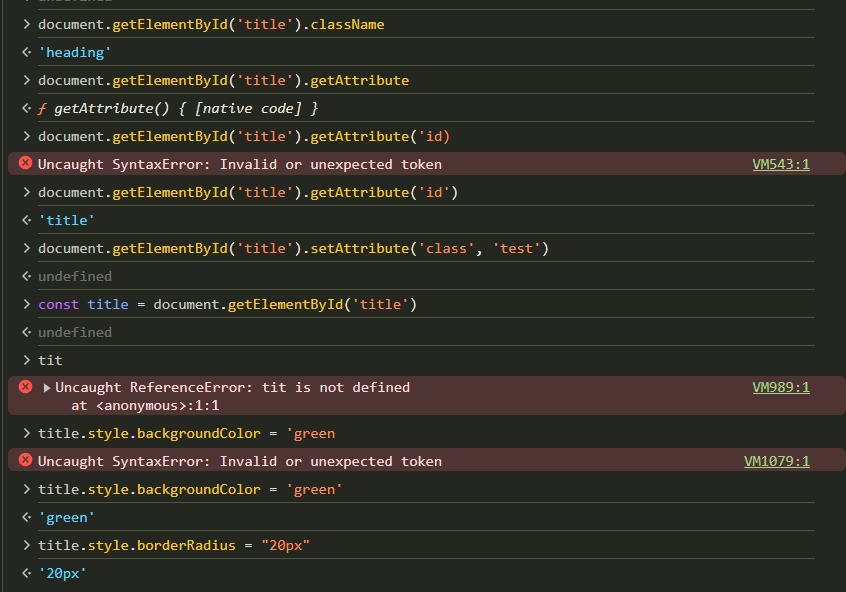 undefined
> document.getElementById('title').className
< 'heading'
> document.getElementById('title').getAttribute
< ƒ getAttribute() { [native code] }
> document.getElementById('title').getAttribute('id)
Uncaught SyntaxError: Invalid or unexpected token VM543:1
> document.getElementById('title').getAttribute('id')
< 'title'
> document.getElementById('title').setAttribute('class', 'test')
< undefined
> const title = document.getElementById('title')
< undefined
> tit
Uncaught ReferenceError: tit is not defined VM989:1
at <anonymous>:1:1
> title.style.backgroundColor = 'green
Uncaught SyntaxError: Invalid or unexpected token VM1079:1
> title.style.backgroundColor = 'green'
< 'green'
> title.style.borderRadius = "20px"
< '20px'